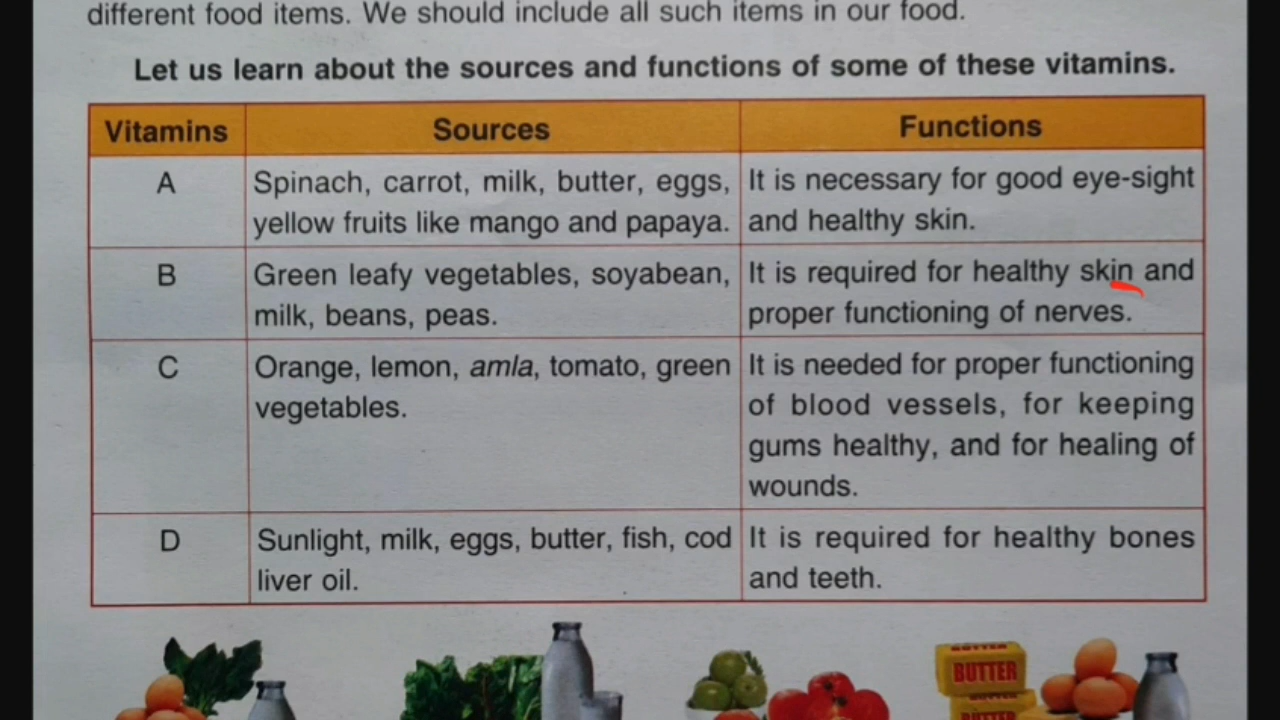 different food items. We should include all such items in our food.
Let us learn about the sources and functions of some of these vitamins.
Vitamins Sources Functions
A Spinach, carrot, milk, butter, eggs, It is necessary for good eye-sight
yellow fruits like mango and papaya. and healthy skin.
B Green leafy vegetables, soyabean, It is required for healthy skin and
milk, beans, peas. proper functioning of nerves.
C Orange, lemon, amla, tomato, green It is needed for proper functioning
vegetables. of blood vessels, for keeping
gums healthy, and for healing of
wounds.
D Sunlight, milk, eggs, butter, fish, cod It is required for healthy bones
liver oil. and teeth.
BUTTER
BUTTER
BUTTER
BUTTER